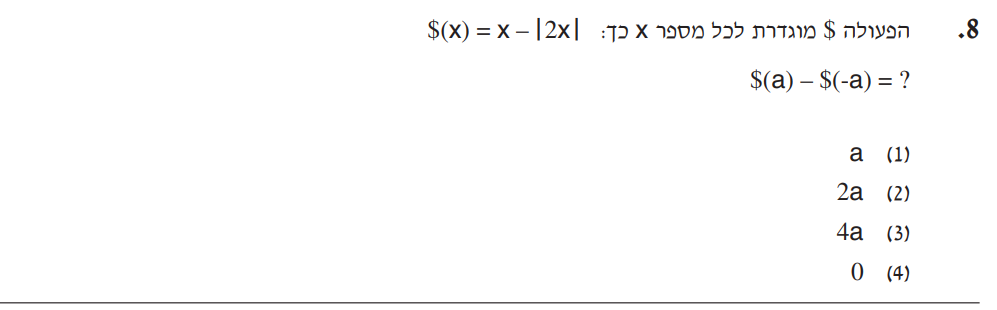 8. הפעולה $ מוגדרת לכל מספר x כך: $(x) = x – |2x|
$(a) – $(-a) = ?
(1) a
(2) 2a
(3) 4a
(4) 0